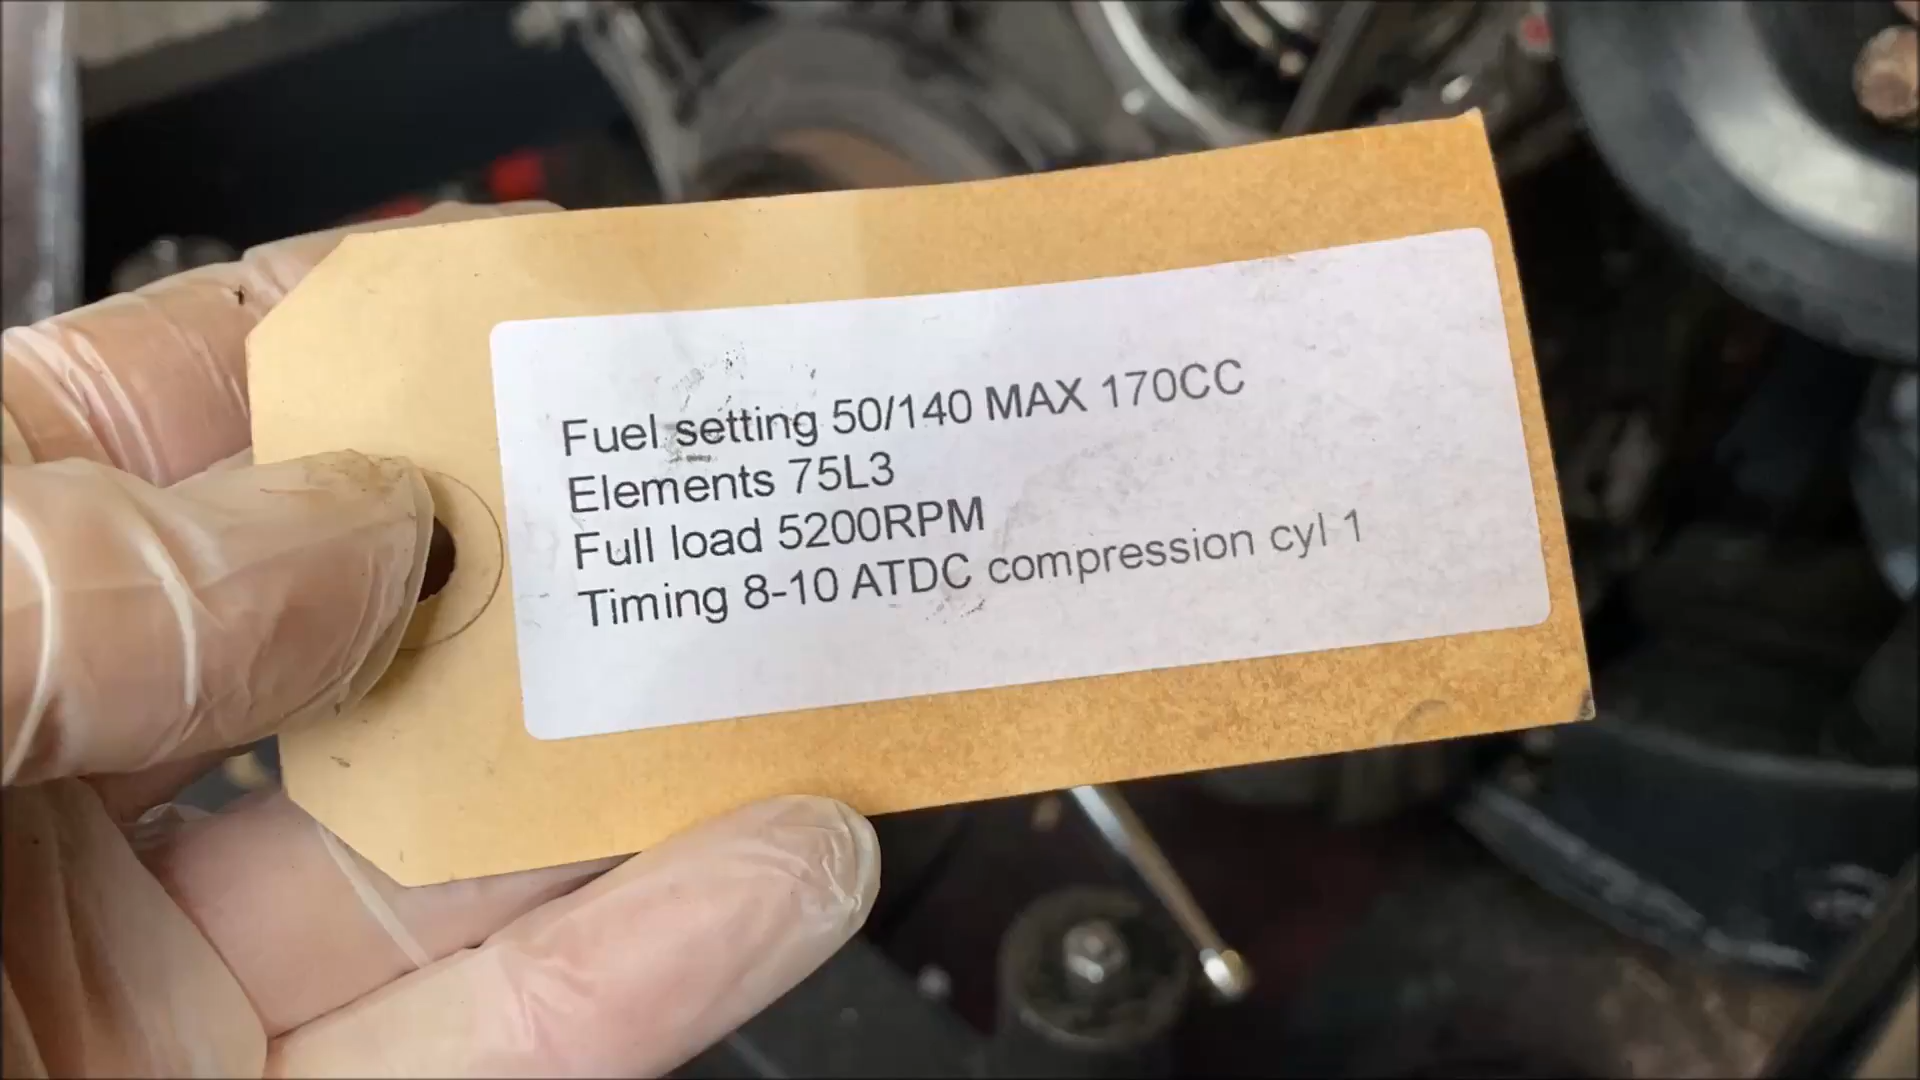 Fuel setting 50/140 MAX 170CC
Elements 75L3
Full load 5200RPM
Timing 8-10 ATDC compression cyl 1